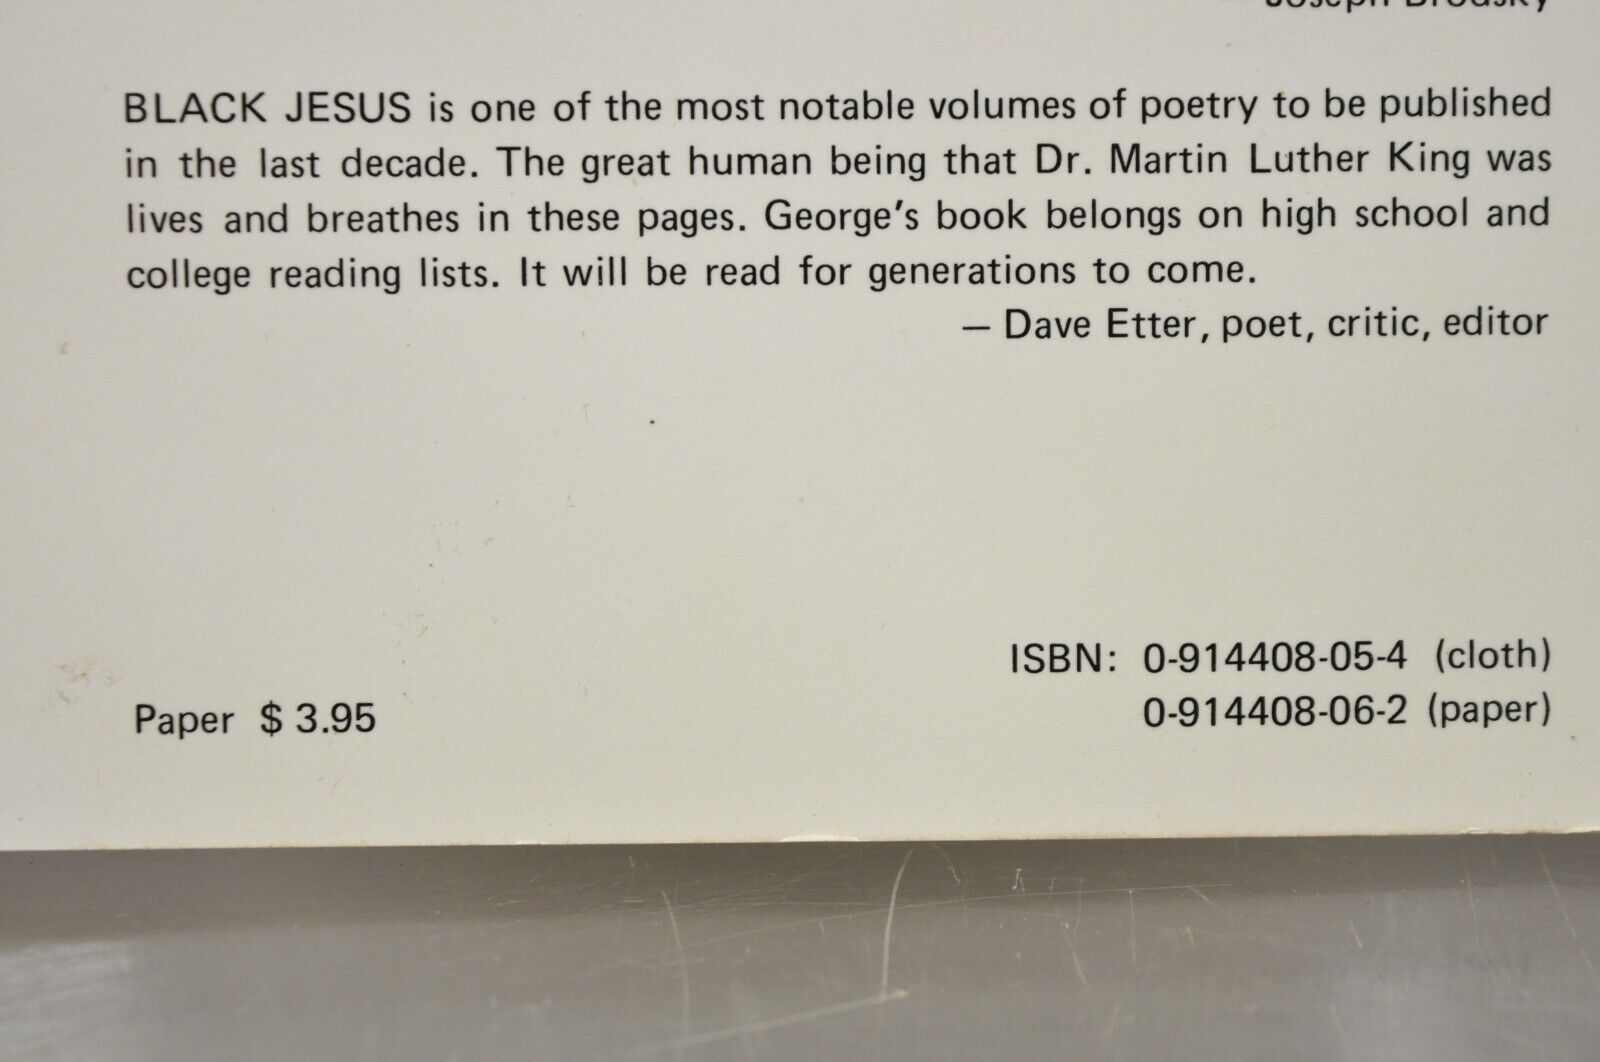 — Joseph Brodsky
BLACK JESUS is one of the most notable volumes of poetry to be published
in the last decade. The great human being that Dr. Martin Luther King was
lives and breathes in these pages. George's book belongs on high school and
college reading lists. It will be read for generations to come.
— Dave Etter, poet, critic, editor
ISBN: 0-914408-05-4 (cloth)
Paper $ 3.95 0-914408-06-2 (paper)